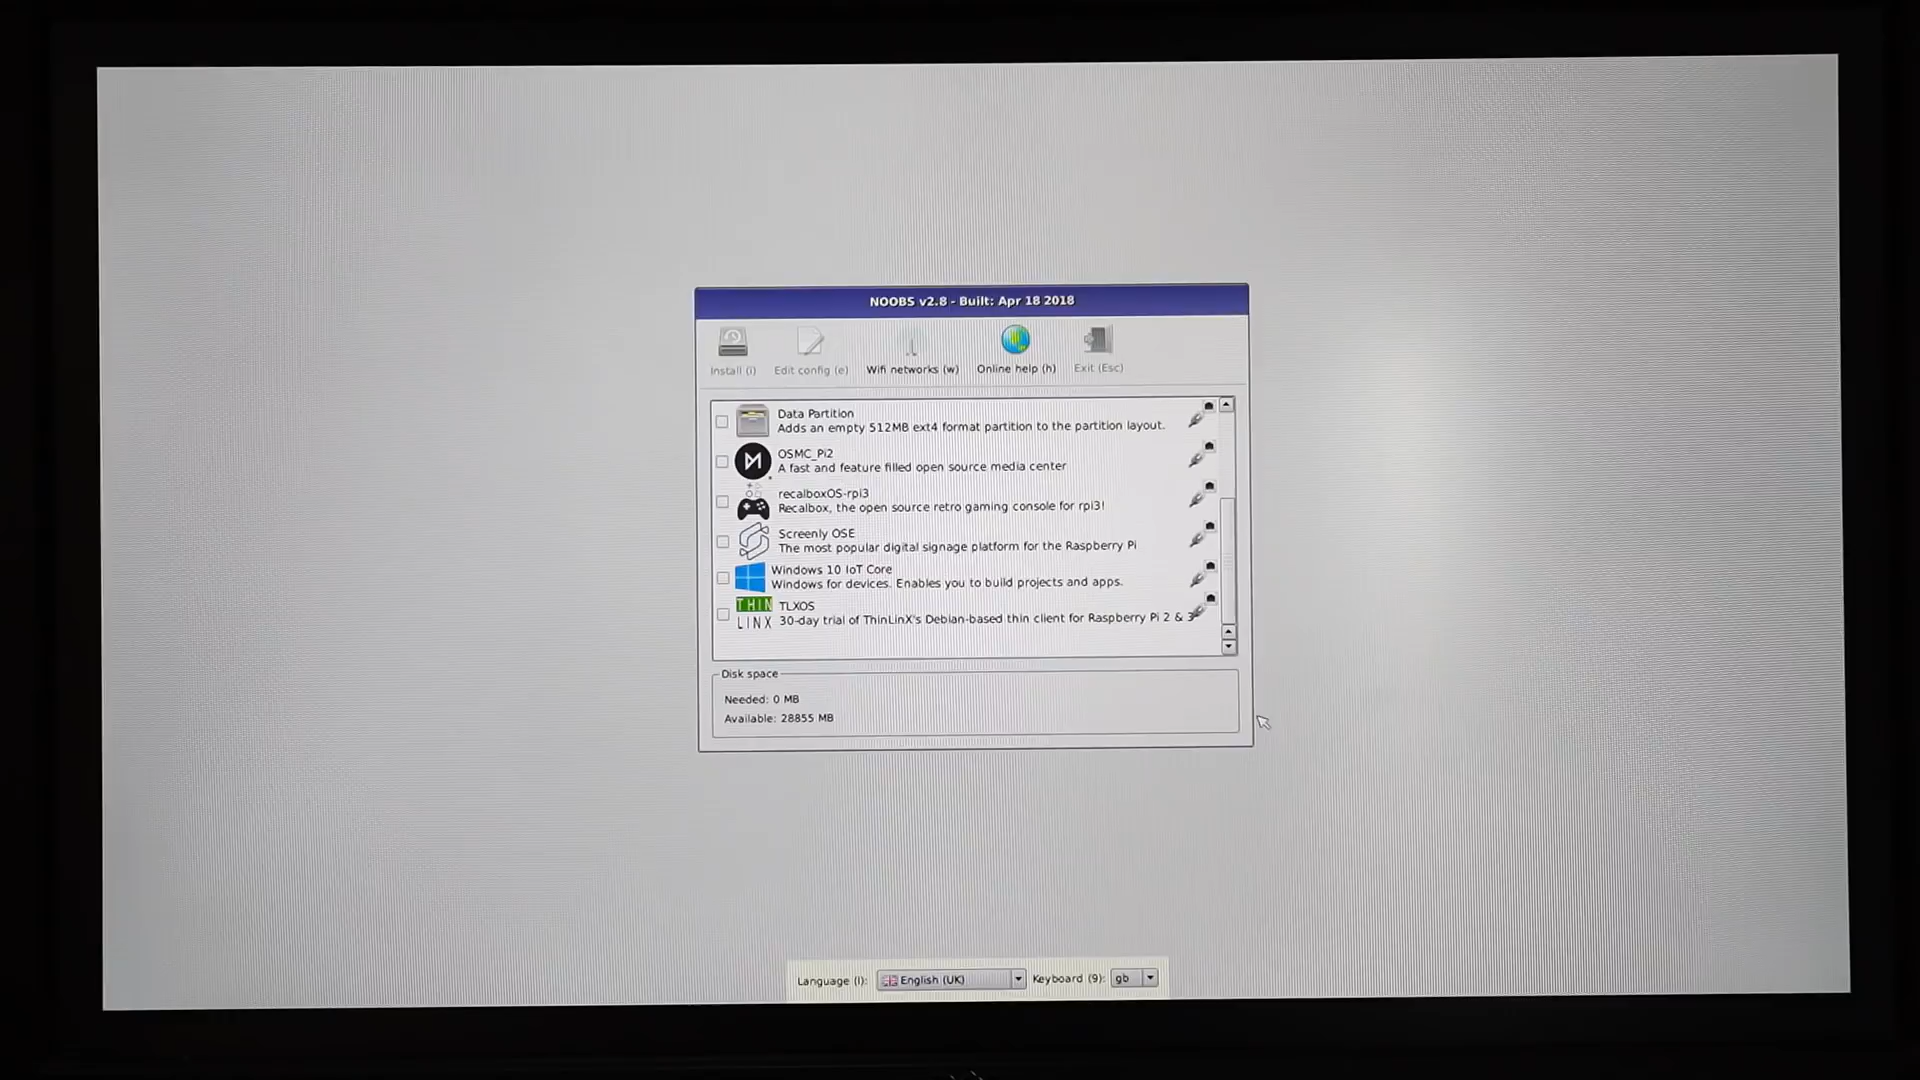 NOOBS v2.8 - Built: Apr 18 2018
Install (i)
Edit config (e)
Wifi networks (w)
Online help (h)
Exit (Esc)
Data Partition
Adds an empty 512MB ext4 format partition to the partition layout.
OSMC_Pi2
A fast and feature filled open source media center
recalboxOS-rpi3
Recalbox, the open source retro gaming console for rpi3!
Screenly OSE
The most popular digital signage platform for the Raspberry Pi
Windows 10 IoT Core
Windows for devices. Enables you to build projects and apps.
THIN
LINX
TLXOS
30-day trial of ThinLinX's Debian-based thin client for Raspberry Pi 2 & 3
Disk space
Needed: 0 MB
Available: 28855 MB
Language (l): English (UK) Keyboard (9): gb